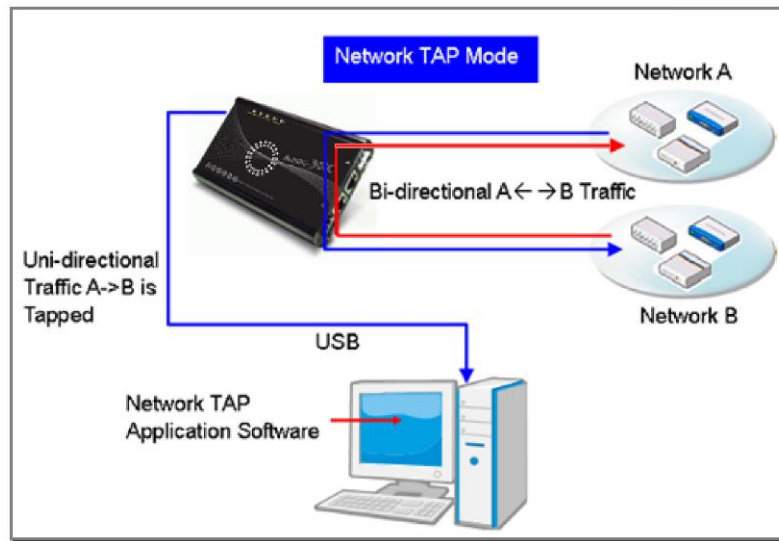 Network TAP Mode
Network A
Bi-directional A← →B Traffic
Uni-directional
Traffic A->B is
Tapped
Network B
USB
Network TAP
Application Software